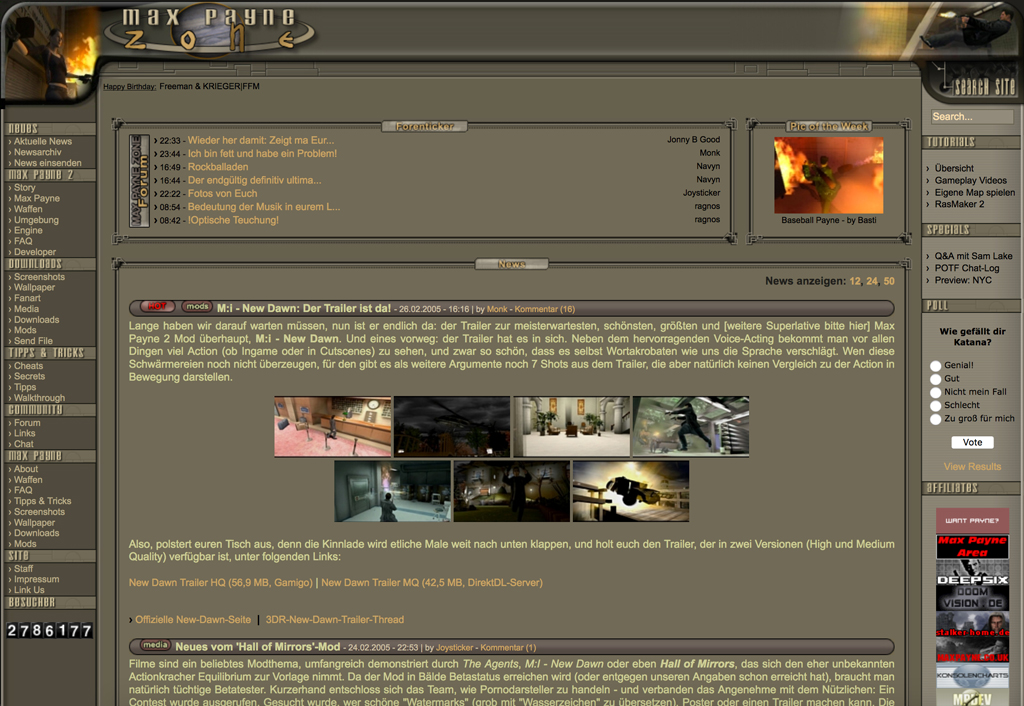 max payne
zone
Happy Birthday: Freeman & KRIEGER|FFM
search site
Search...
neues
› Aktuelle News
› Newsarchiv
› News einsenden
max payne 2
› Story
› Max Payne
› Waffen
› Umgebung
› Engine
› FAQ
› Developer
downloads
› Screenshots
› Wallpaper
› Fanart
› Media
› Downloads
› Mods
› Send File
tipps & tricks
› Cheats
› Secrets
› Tipps
› Walkthrough
community
› Forum
› Links
› Chat
max payne
› About
› Waffen
› FAQ
› Tipps & Tricks
› Screenshots
› Wallpaper
› Downloads
› Mods
site
› Staff
› Impressum
› Link Us
besucher
2786177
Forenticker
MAX PAYNE ZONE
Forum
› 22:33 - Wieder her damit: Zeigt ma Eur... Jonny B Good
› 23:44 - Ich bin fett und habe ein Problem! Monk
› 16:49 - Rockballaden Navyn
› 16:44 - Der endgültig definitiv ultima... Navyn
› 22:22 - Fotos von Euch Joysticker
› 08:54 - Bedeutung der Musik in eurem L... ragnos
› 08:42 - !Optische Teuchung! ragnos
Pic of the Week
Baseball Payne - by Basti
News
News anzeigen: 12, 24, 50
HOT mods M:i - New Dawn: Der Trailer ist da! - 26.02.2005 - 16:16 | by Monk - Kommentar (16)
Lange haben wir darauf warten müssen, nun ist er endlich da: der Trailer zur meisterwartesten, schönsten, größten und [weitere Superlative bitte hier] Max
Payne 2 Mod überhaupt, M:i - New Dawn. Und eines vorweg: der Trailer hat es in sich. Neben dem hervorragenden Voice-Acting bekommt man vor allen
Dingen viel Action (ob Ingame oder in Cutscenes) zu sehen, und zwar so schön, dass es selbst Wortakrobaten wie uns die Sprache verschlägt. Wen diese
Schwärmereien noch nicht überzeugen, für den gibt es als weitere Argumente noch 7 Shots aus dem Trailer, die aber natürlich keinen Vergleich zu der Action in
Bewegung darstellen.
Also, polstert euren Tisch aus, denn die Kinnlade wird etliche Male weit nach unten klappen, und holt euch den Trailer, der in zwei Versionen (High und Medium
Quality) verfügbar ist, unter folgenden Links:
New Dawn Trailer HQ (56,9 MB, Gamigo) | New Dawn Trailer MQ (42,5 MB, DirektDL-Server)
› Offizielle New-Dawn-Seite | 3DR-New-Dawn-Trailer-Thread
media Neues vom 'Hall of Mirrors'-Mod - 24.02.2005 - 22:53 | by Joysticker - Kommentar (1)
Filme sind ein beliebtes Modthema, umfangreich demonstriert durch The Agents, M:I - New Dawn oder eben Hall of Mirrors, das sich den eher unbekannten
Actionkracher Equilibrium zur Vorlage nimmt. Da der Mod in Bälde Betastatus erreichen wird (oder entgegen unseren Angaben schon erreicht hat), braucht man
natürlich tüchtige Betatester. Kurzerhand entschloss sich das Team, wie Pornodarsteller zu handeln - und verbanden das Angenehme mit dem Nützlichen: Ein
Contest wurde ausgerufen. Gesucht wurde, wer schöne "Watermarks" (grob mit "Wasserzeichen" zu übersetzen), Poster oder einen Trailer machen kann. Die
tutorials
› Übersicht
› Gameplay Videos
› Eigene Map spielen
› RasMaker 2
specials
› Q&A mit Sam Lake
› POTF Chat-Log
› Preview: NYC
poll
Wie gefällt dir
Katana?
Genial!
Gut
Nicht mein Fall
Schlecht
Zu groß für mich
Vote
View Results
affiliates
WANT PAYNE?
Max Payne
Area
DEEPSIX
DOOM
VISION.DE
stalker-home.de
KONSOLENCHARTS
MPDEV